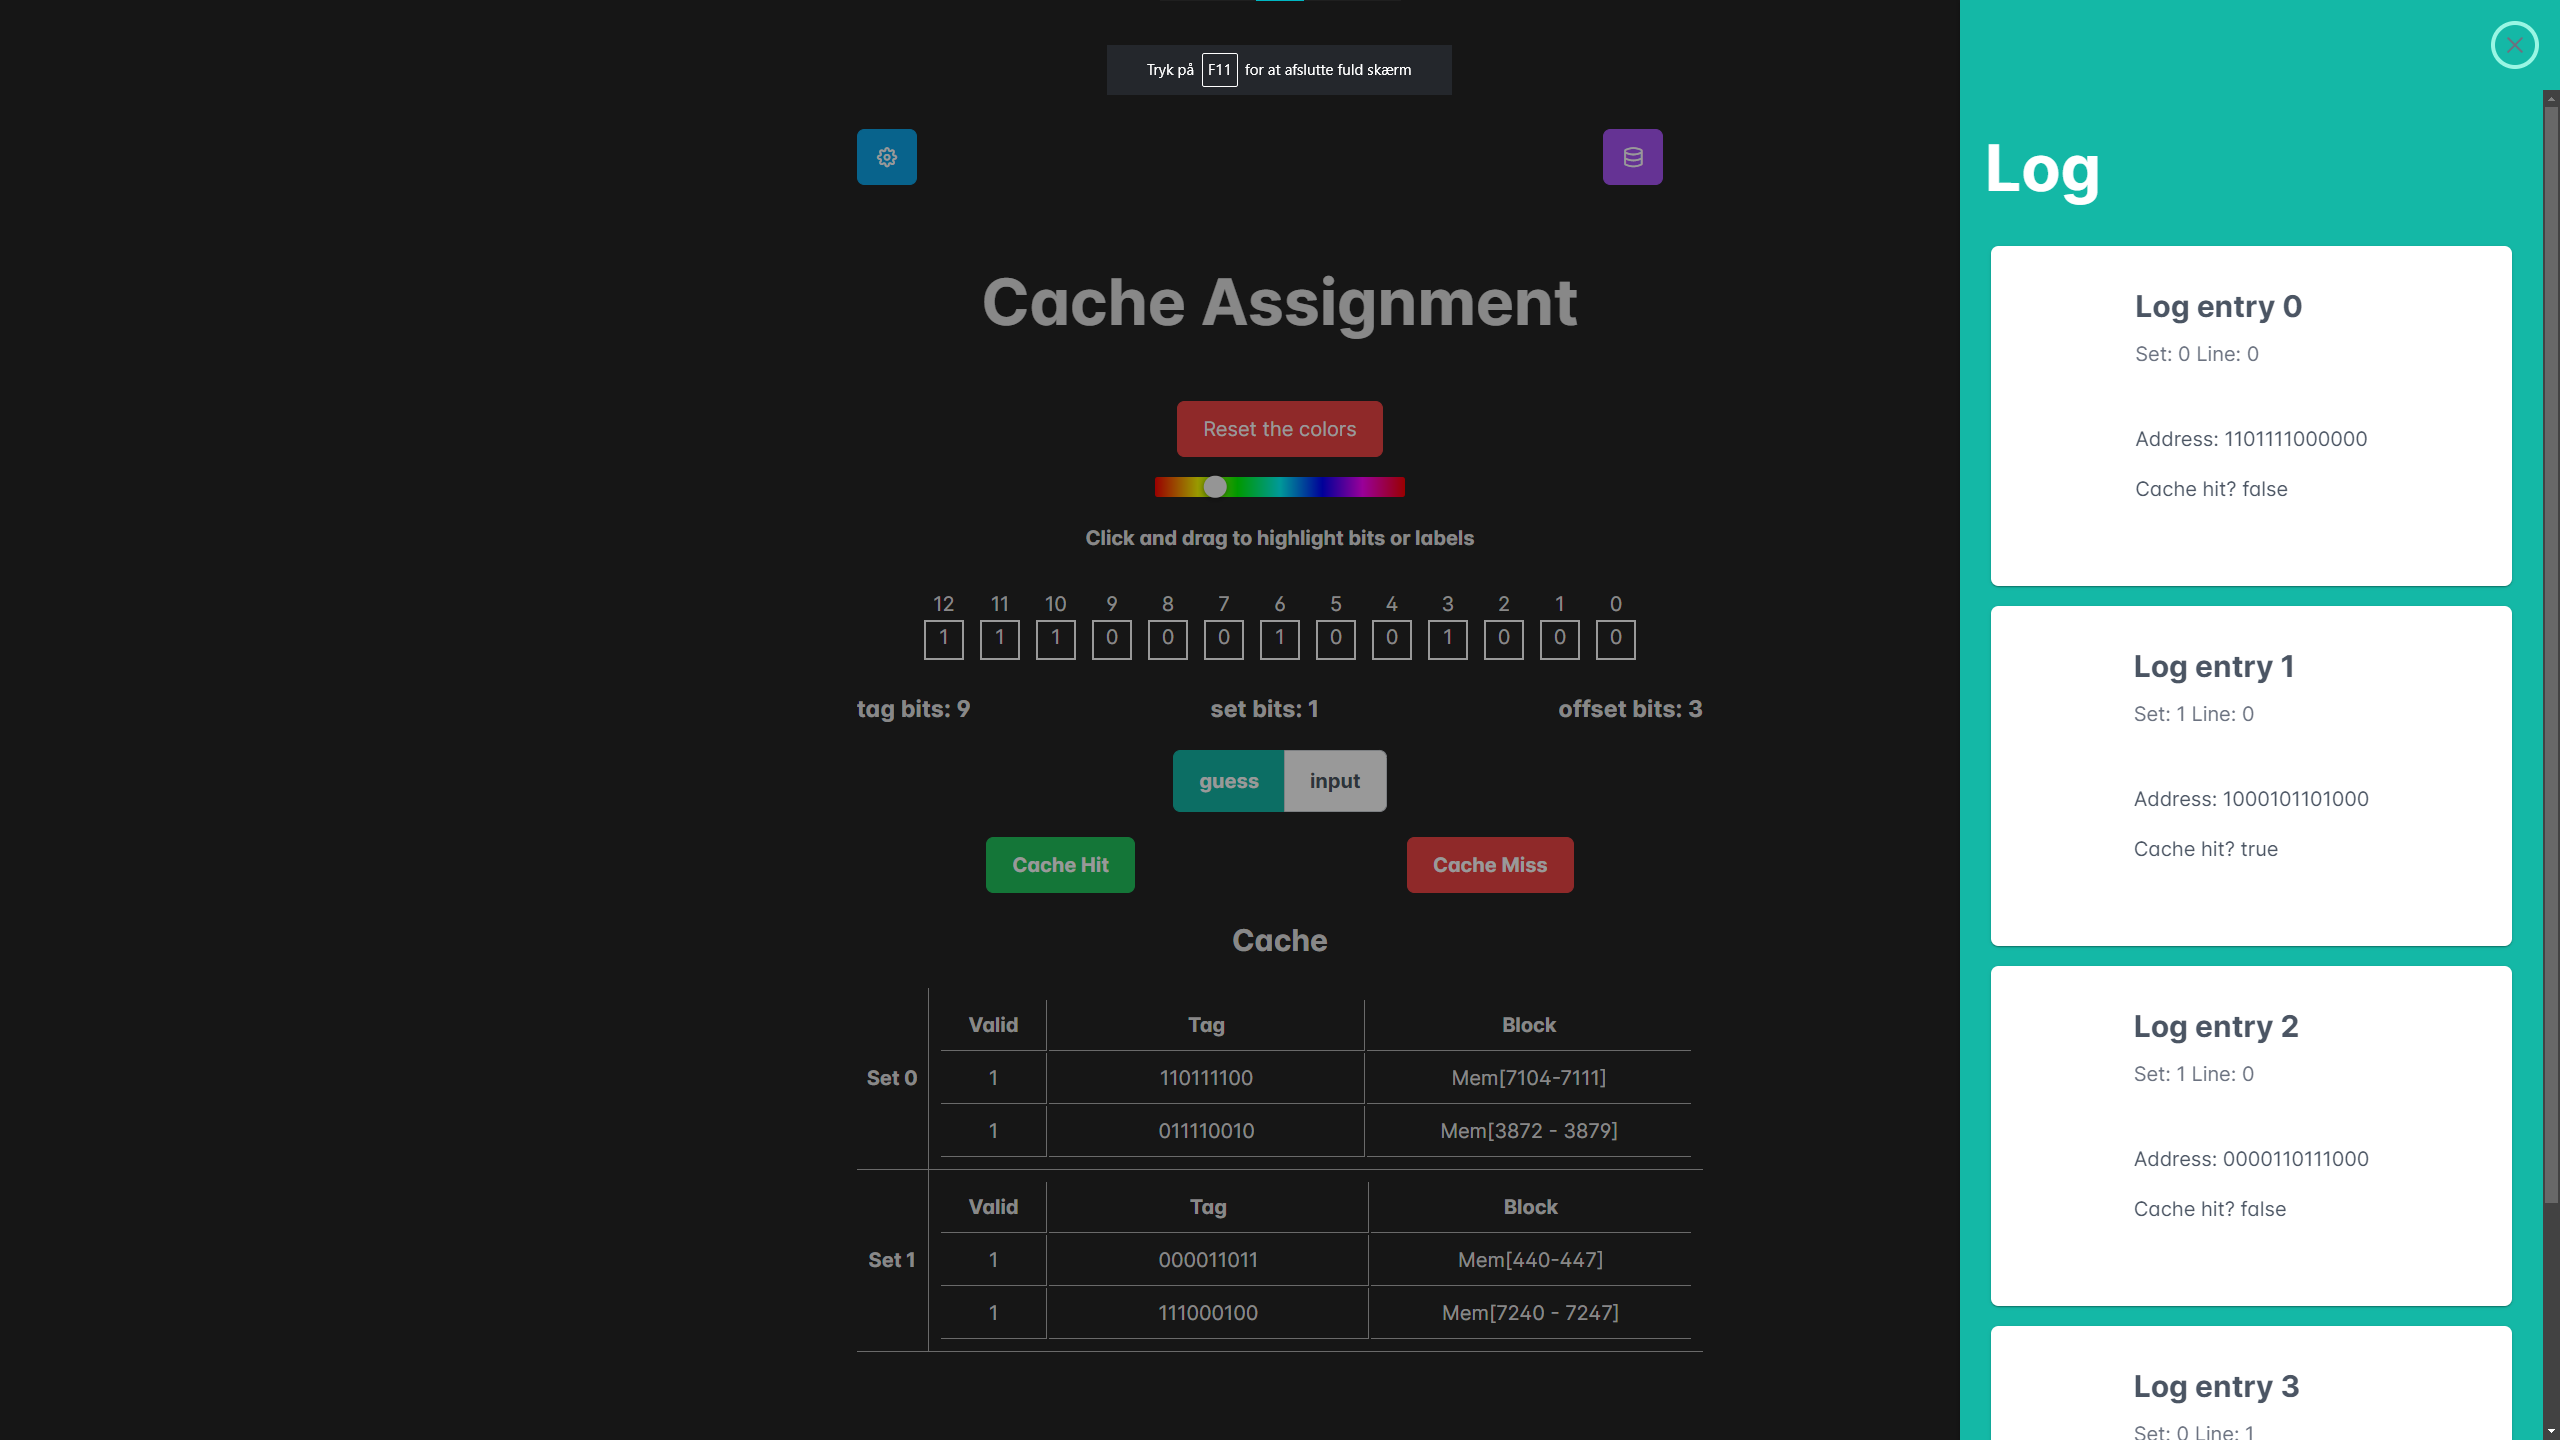 Tryk på F11 for at afslutte fuld skærm
Cache Assignment
Reset the colors
Click and drag to highlight bits or labels
12 11 10 9 8 7 6 5 4 3 2 1 0
1 1 1 0 0 0 1 0 0 1 0 0 0
tag bits: 9 set bits: 1 offset bits: 3
guess input
Cache Hit Cache Miss
Cache
Valid Tag Block
Set 0
1 110111100 Mem[7104-7111]
1 011110010 Mem[3872 - 3879]
Valid Tag Block
Set 1
1 000011011 Mem[440-447]
1 111000100 Mem[7240 - 7247]
Log
Log entry 0
Set: 0 Line: 0
Address: 1101111000000
Cache hit? false
Log entry 1
Set: 1 Line: 0
Address: 1000101101000
Cache hit? true
Log entry 2
Set: 1 Line: 0
Address: 0000110111000
Cache hit? false
Log entry 3
Set: 0 Line: 1